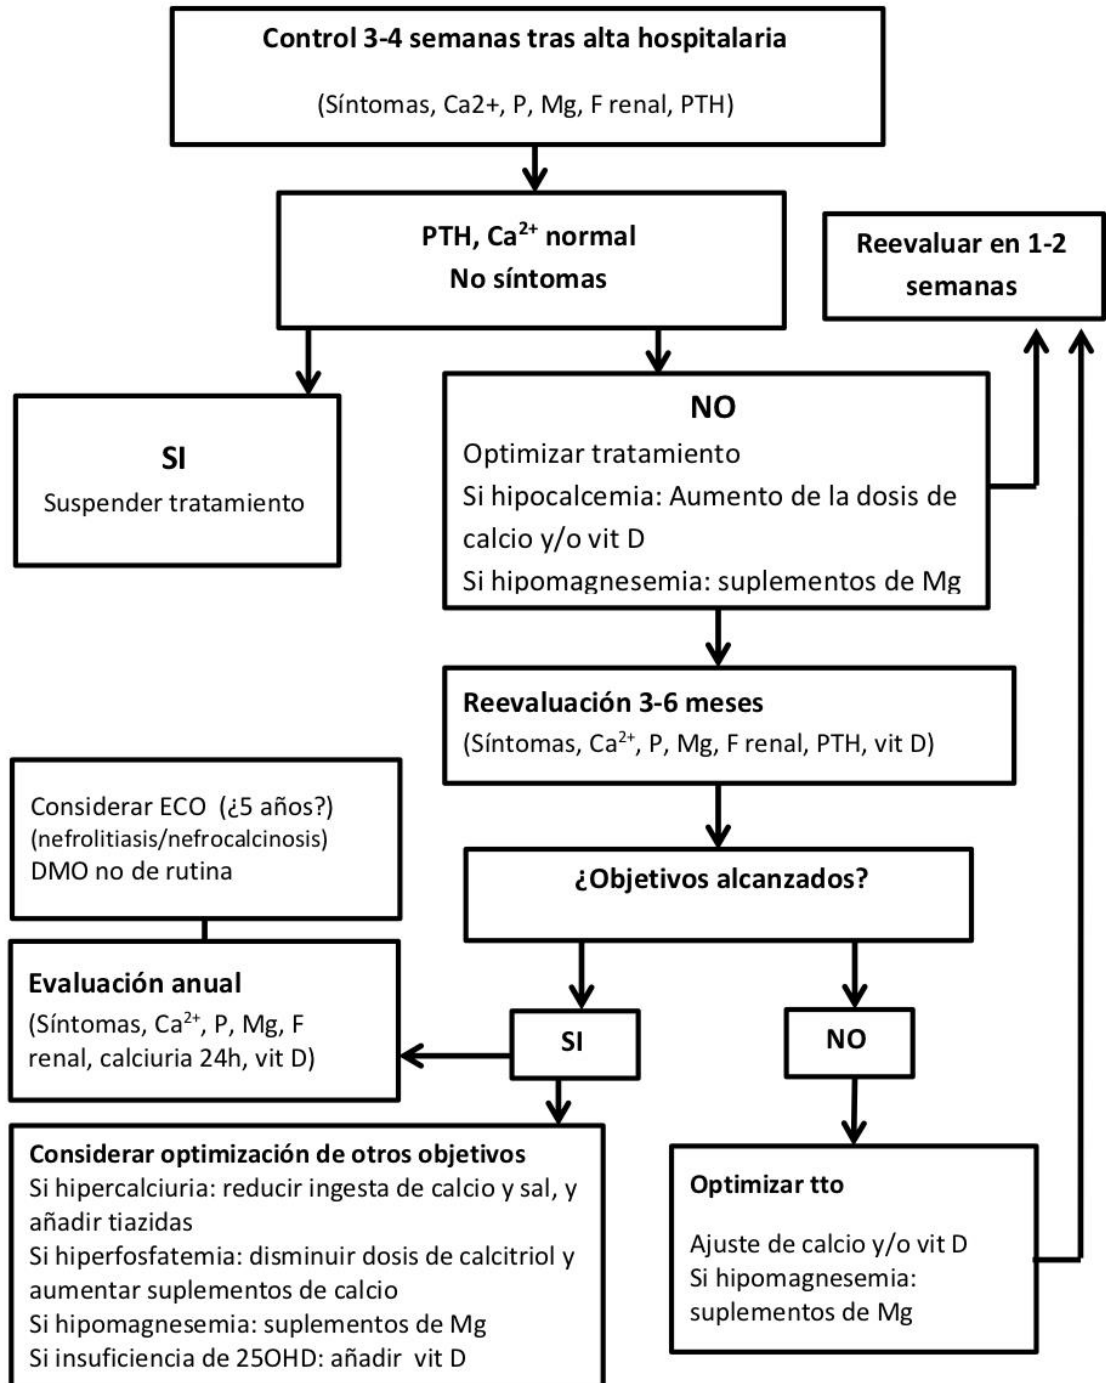 Control 3-4 semanas tras alta hospitalaria
(Síntomas, Ca2+, P, Mg, F renal, PTH)
PTH, Ca²⁺ normal
No síntomas
Reevaluar en 1-2
semanas
SI
Suspender tratamiento
NO
Optimizar tratamiento
Si hipocalcemia: Aumento de la dosis de
calcio y/o vit D
Si hipomagnesemia: suplementos de Mg
Reevaluación 3-6 meses
(Síntomas, Ca²⁺, P, Mg, F renal, PTH, vit D)
Considerar ECO (¿5 años?)
(nefrolitiasis/nefrocalcinosis)
DMO no de rutina
¿Objetivos alcanzados?
Evaluación anual
(Síntomas, Ca²⁺, P, Mg, F
renal, calciuria 24h, vit D)
SI
NO
Considerar optimización de otros objetivos
Si hipercalciuria: reducir ingesta de calcio y sal, y
añadir tiazidas
Si hiperfosfatemia: disminuir dosis de calcitriol y
aumentar suplementos de calcio
Si hipomagnesemia: suplementos de Mg
Si insuficiencia de 25OHD: añadir vit D
Optimizar tto
Ajuste de calcio y/o vit D
Si hipomagnesemia:
suplementos de Mg